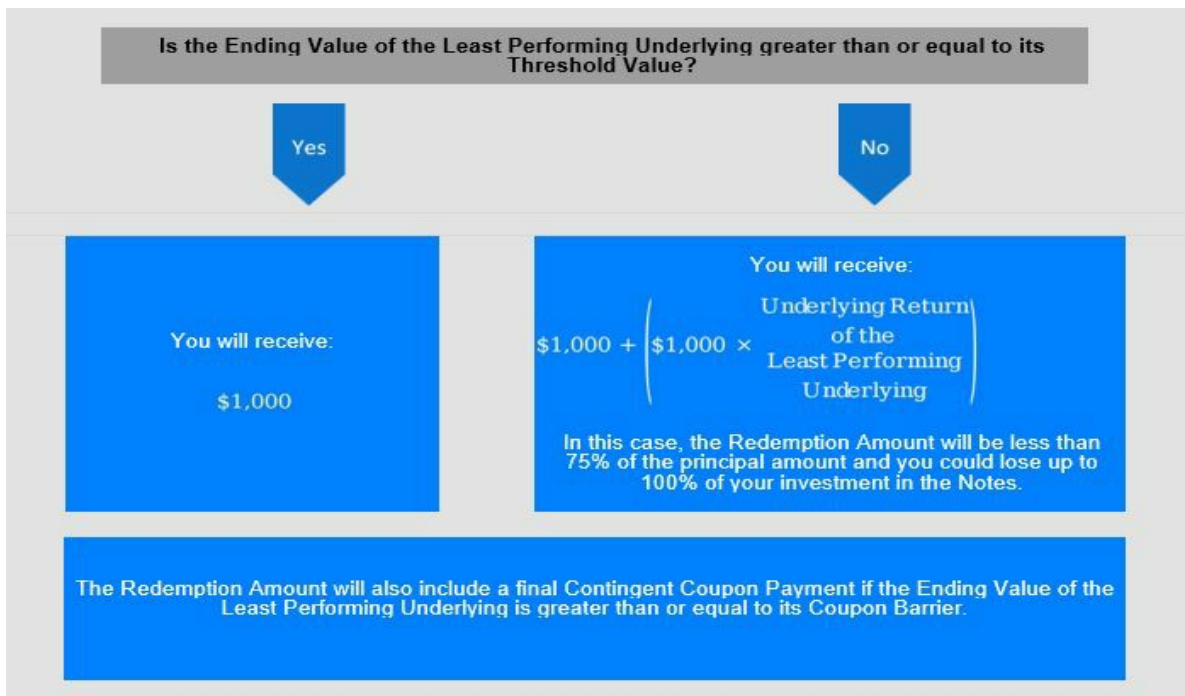 Is the Ending Value of the Least Performing Underlying greater than or equal to its
Threshold Value?
Yes
No
You will receive:
$1,000
You will receive:
$1,000 + ($1,000 × Underlying Return
of the
Least Performing
Underlying)
In this case, the Redemption Amount will be less than
75% of the principal amount and you could lose up to
100% of your investment in the Notes.
The Redemption Amount will also include a final Contingent Coupon Payment if the Ending Value of the
Least Performing Underlying is greater than or equal to its Coupon Barrier.